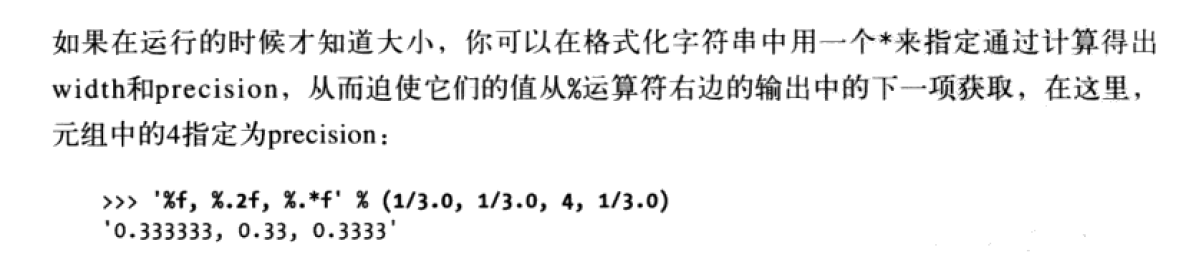 如果在运行的时候才知道大小，你可以在格式化字符串中用一个*来指定通过计算得出
width和precision，从而迫使它们的值从%运算符右边的输出中的下一项获取，在这里，
元组中的4指定为precision：
>>> '%f, %.2f, %.*f' % (1/3.0, 1/3.0, 4, 1/3.0)
'0.333333, 0.33, 0.3333'